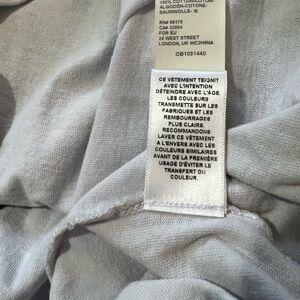 100% COTTON/COTON-
ALGODÓN-COTONE-
BAUMWOLLE- IS
RN# 66170
CA# 32054
FOR EU
24 WEST STREET
LONDON, UK WC2H9NA
OB1051440
CE VÊTEMENT TEIGNIT
AVEC L'INTENTION
DÉTEINDRE AVEC L'ÂGE.
LES COULEURS
TRANSMETTE SUR LES
FABRIQUES ET LES
REMBOURRAGES
PLUS CLAIRS.
RECOMMANDONS
LAVER CE VÊTEMENT
A L'ENVERS AVEC LES
COULEURS SIMILAIRES
AVANT DE LA PREMIÈRE
USAGE D'ÉVITER LE
TRANSFERT DU
COULEUR.